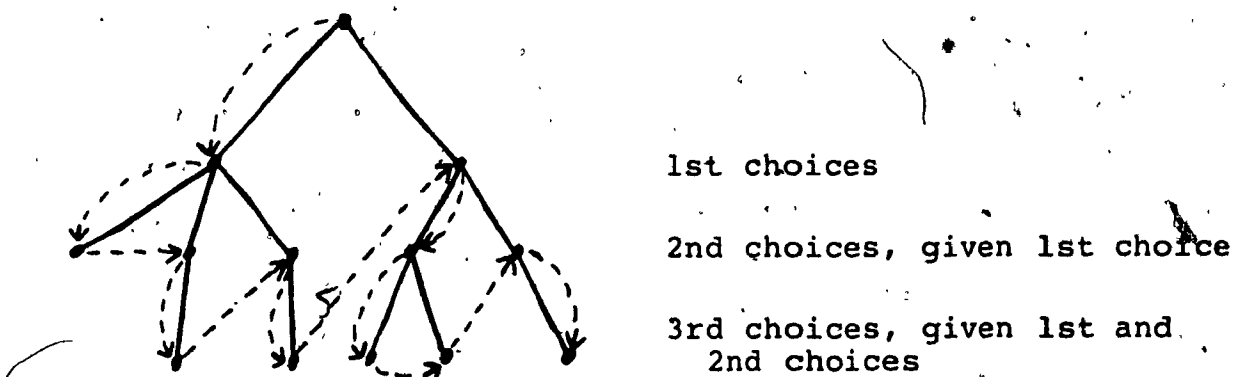 1st choices
2nd choices, given 1st choice
3rd choices, given 1st and
2nd choices